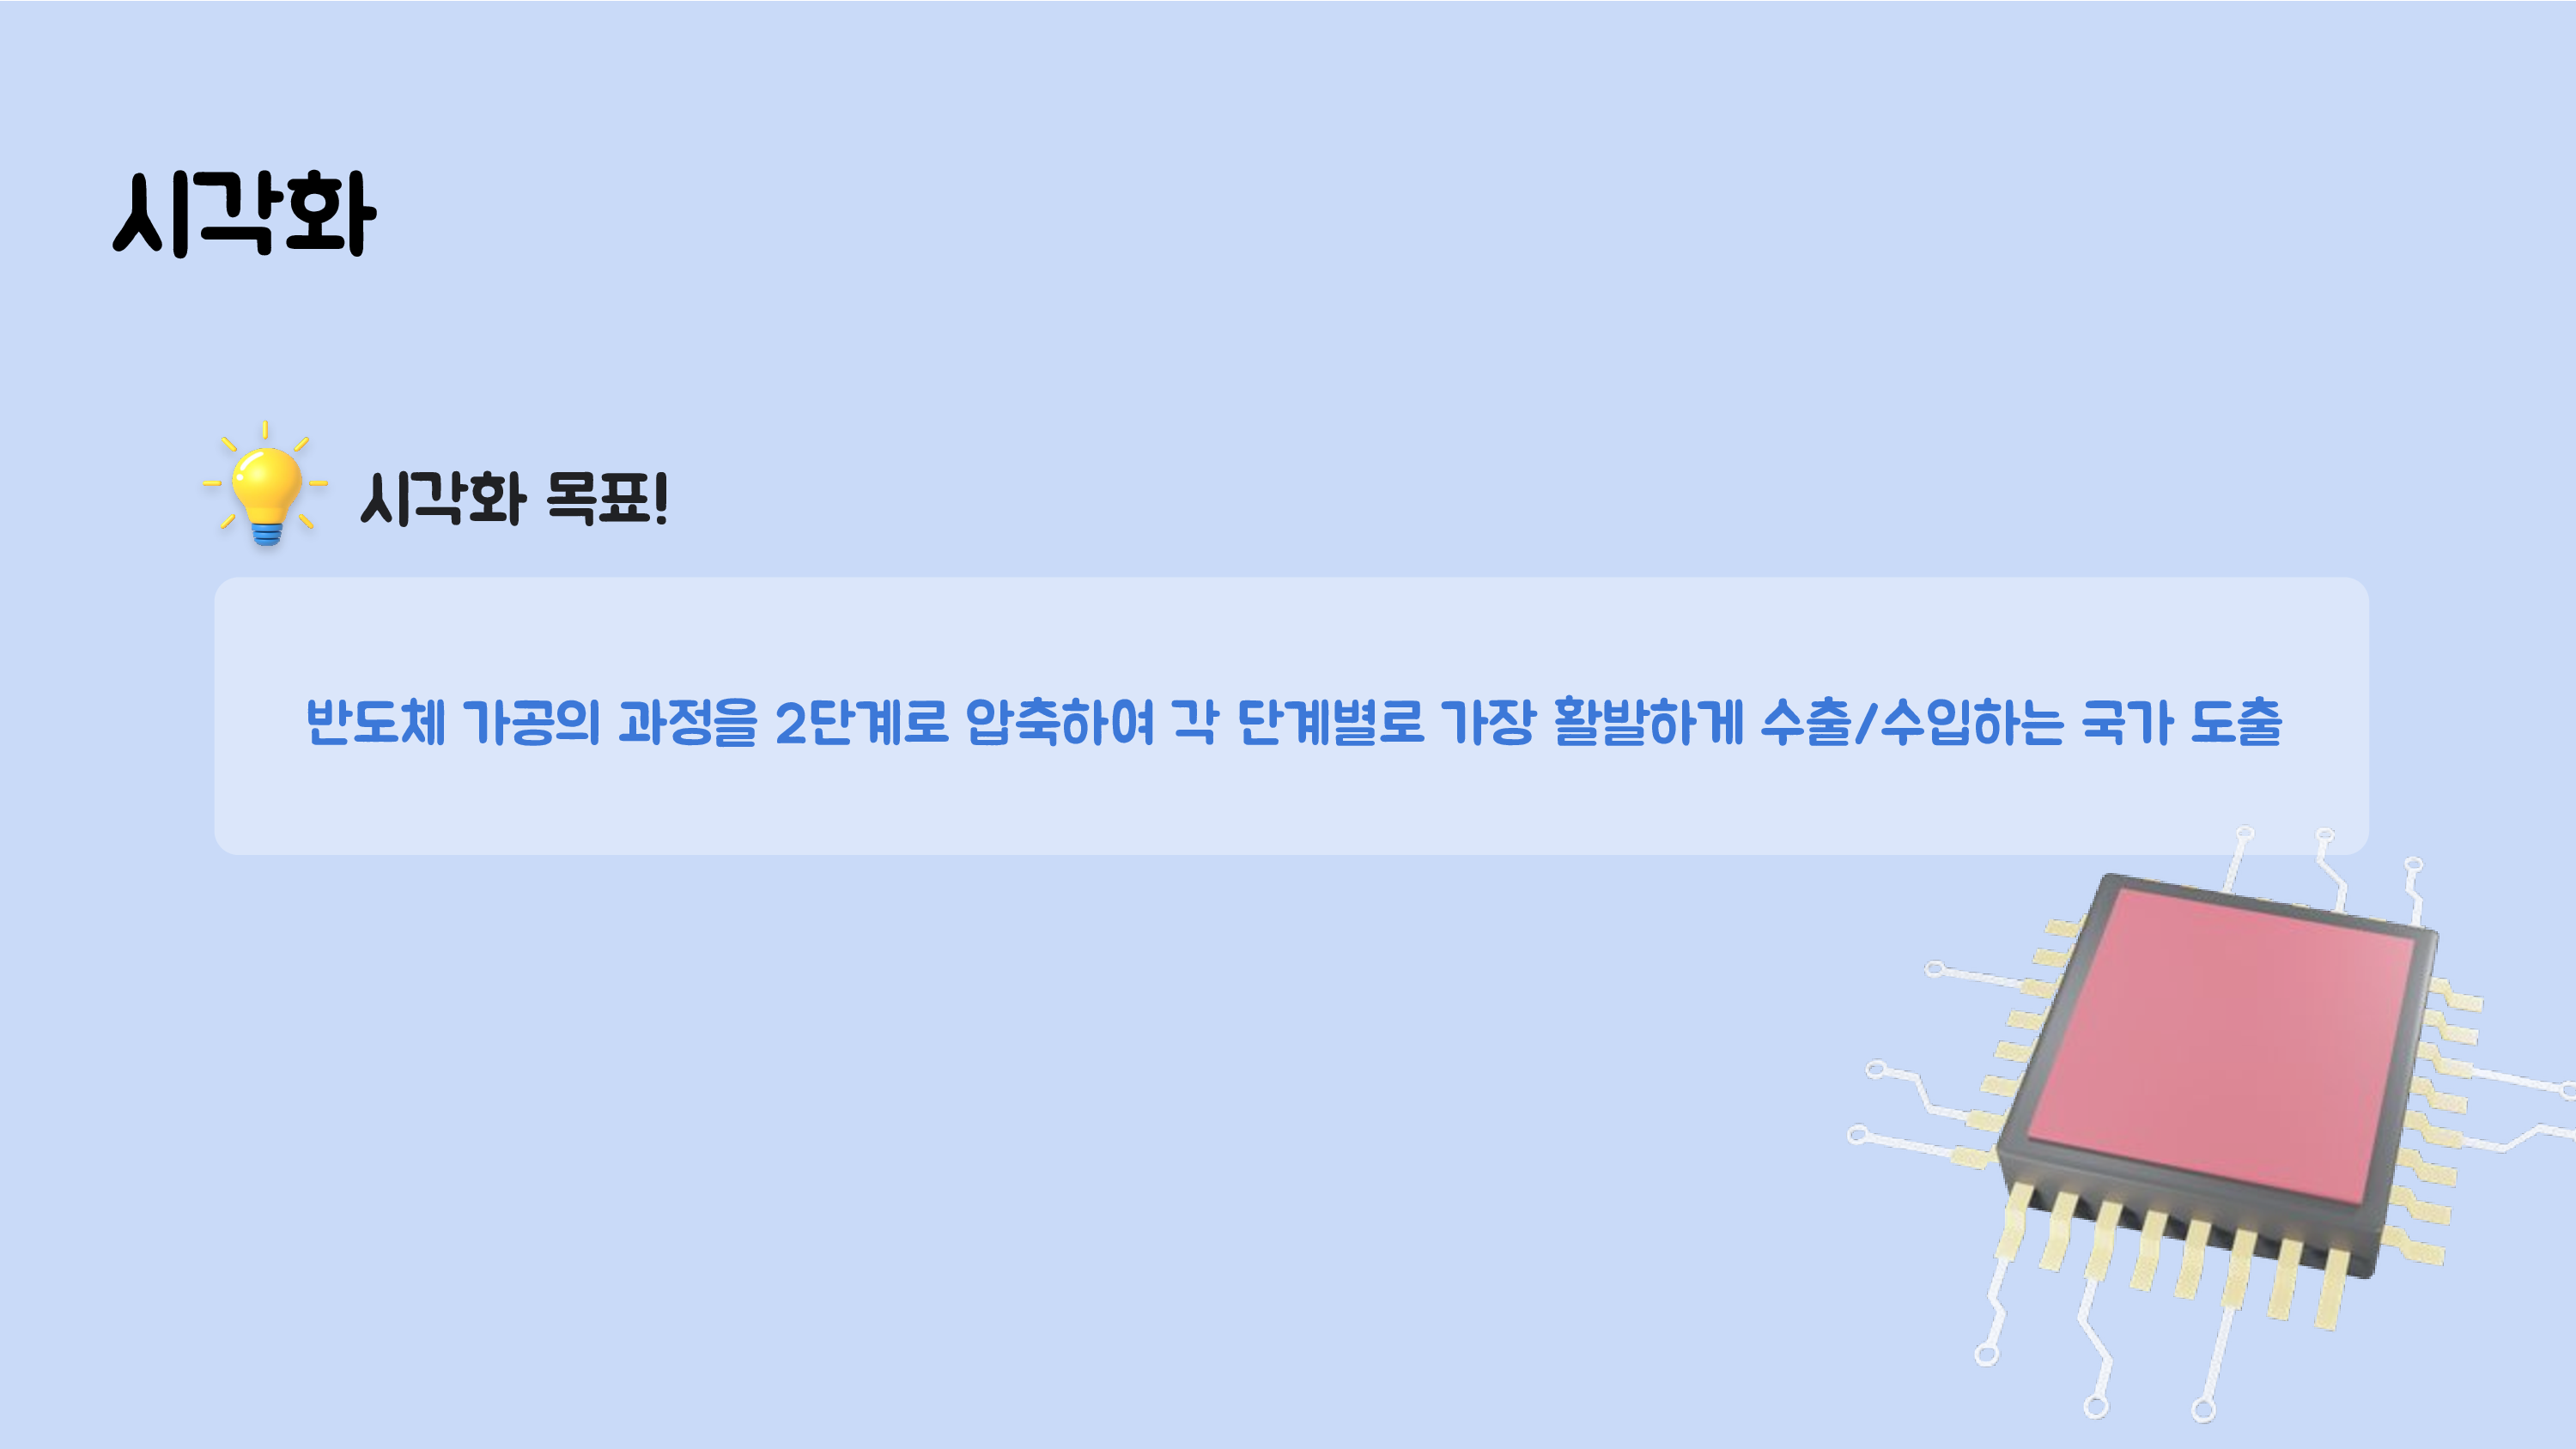 시각화
시각화 목표!
반도체 가공의 과정을 2단계로 압축하여 각 단계별로 가장 활발하게 수출/수입하는 국가 도출